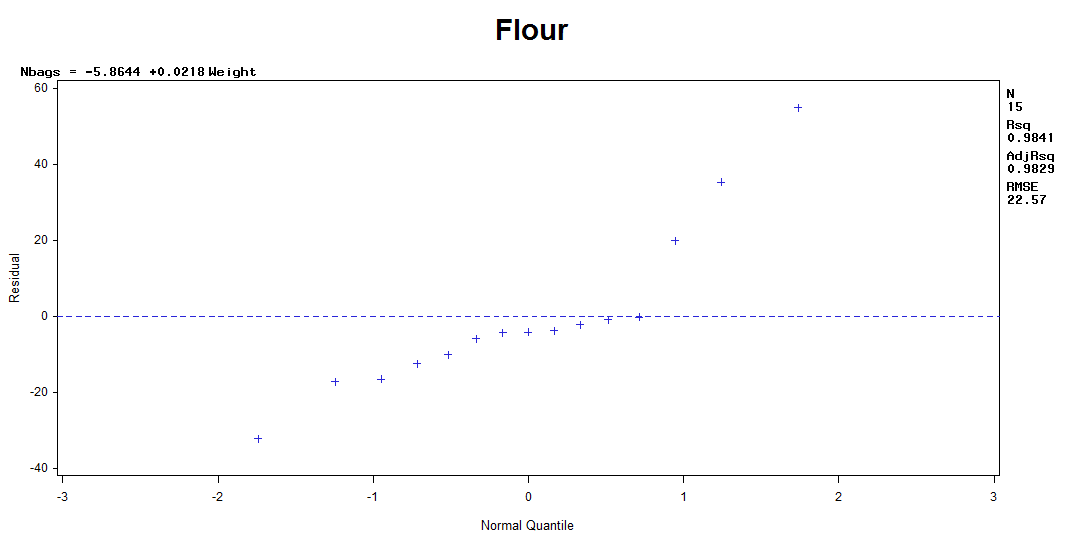 Flour
Nbags = -5.8644 +0.0218 Weight
60
40
20
0
-20
-40
Residual
-3 -2 -1 0 1 2 3
Normal Quantile
N
15
Rsq
0.9841
AdjRsq
0.9829
RMSE
22.57